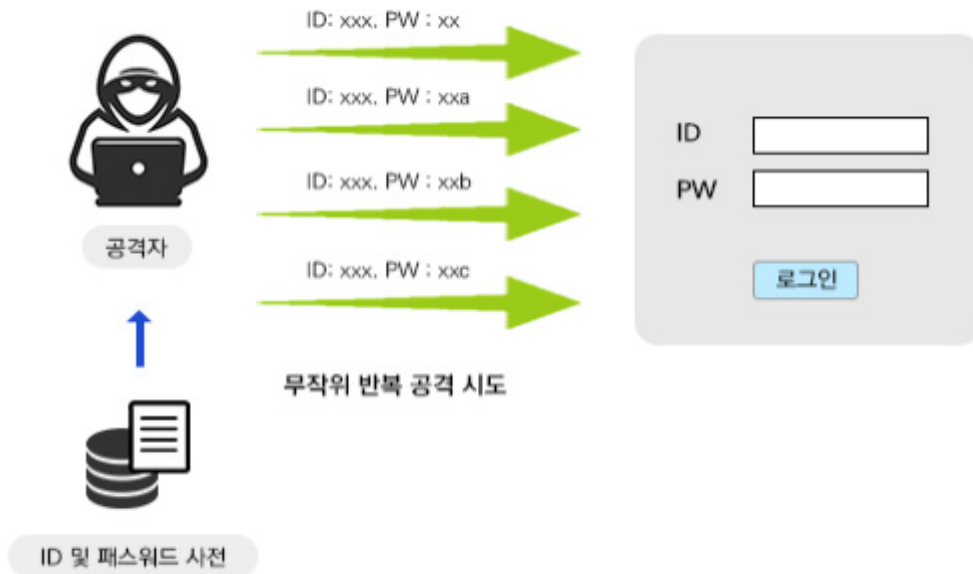 ID: xxx, PW : xx
ID: xxx, PW : xxa
ID: xxx, PW : xxb
ID: xxx, PW : xxc
공격자
무작위 반복 공격 시도
ID 및 패스워드 사전
ID
PW
로그인